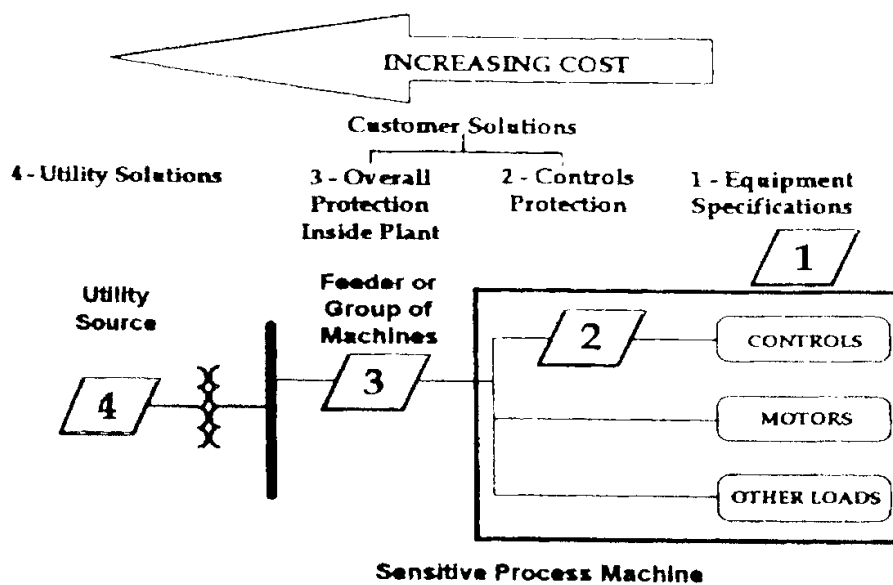 INCREASING COST
Customer Solutions
4 - Utility Solutions
3 - Overall
Protection
Inside Plant
2 - Controls
Protection
1 - Equipment
Specifications
1
Utility
Source
Feeder or
Group of
Machines
2
CONTROLS
4
3
MOTORS
OTHER LOADS
Sensitive Process Machine